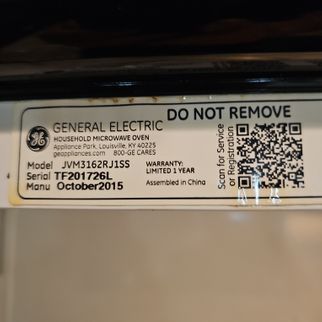 DO NOT REMOVE
GE
GENERAL ELECTRIC
HOUSEHOLD MICROWAVE OVEN
Appliance Park, Louisville, KY 40225
geappliances.com 800-GE CARES
Model JVM3162RJ1SS
Serial TF201726L
Manu October2015
WARRANTY:
LIMITED 1 YEAR
Assembled in China
Scan for Service
or Registration